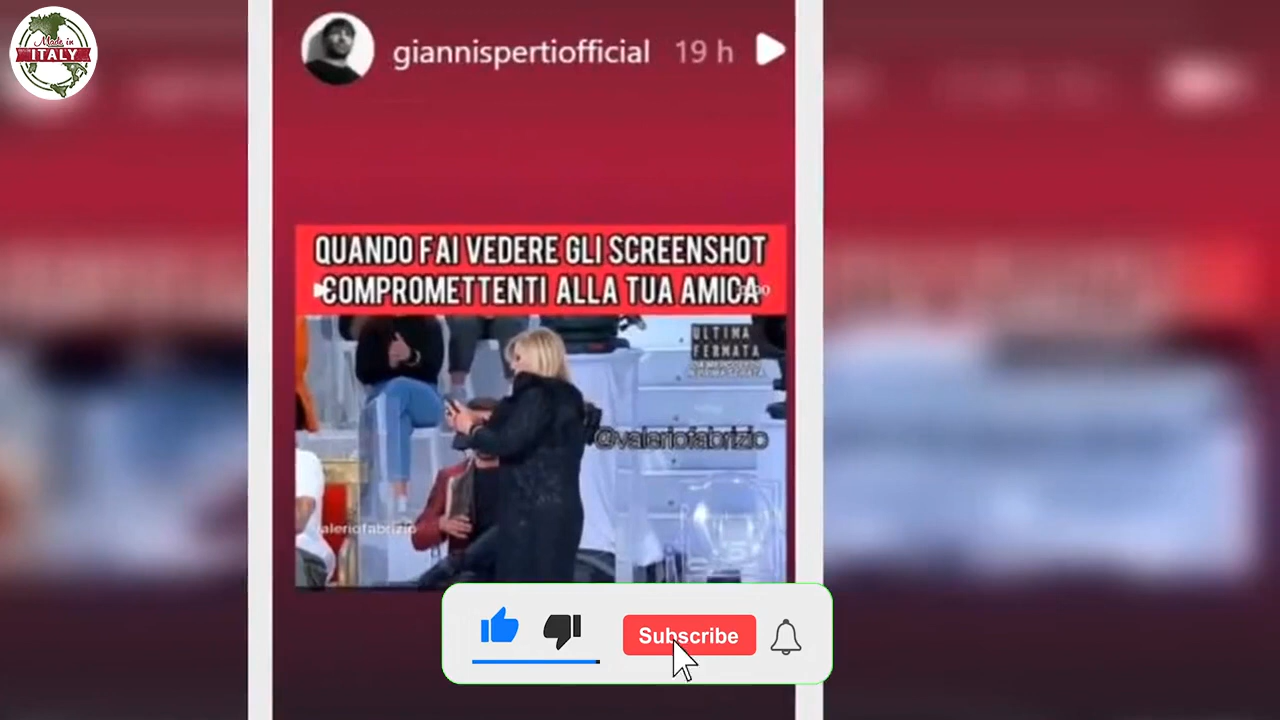 Made in
ITALY
giannispertiofficial 19 h
QUANDO FAI VEDERE GLI SCREENSHOT
COMPROMETTENTI ALLA TUA AMICA
ULTIMA
FERMATA
@valeriofabrizio
valeriofabrizio
Subscribe